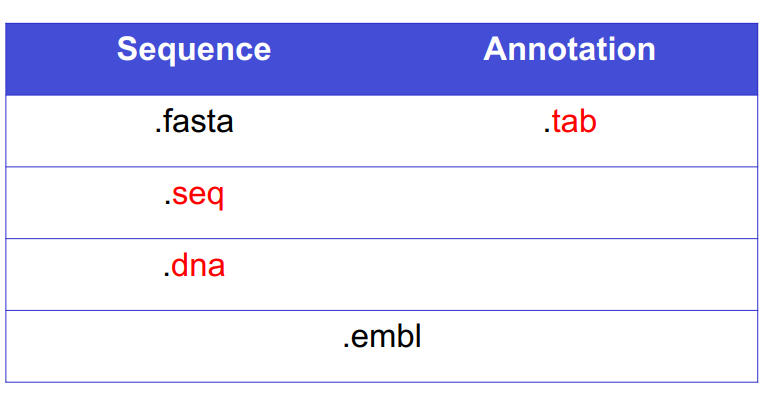 Sequence Annotation
.fasta .tab
.seq
.dna
.embl